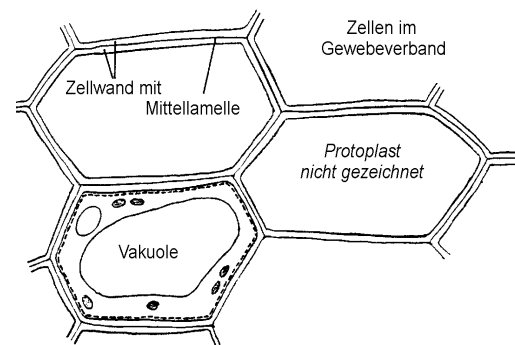 Zellen im
Gewebeverband
Zellwand mit
Mittellamelle
Protoplast
nicht gezeichnet
Vakuole